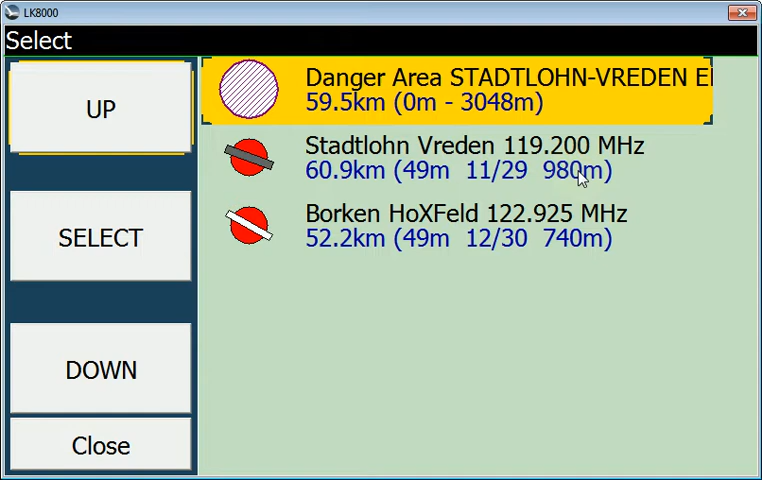 LK8000
Select
UP
SELECT
DOWN
Close
Danger Area STADTLOHN-VREDEN
59.5km (0m - 3048m)
Stadtlohn Vreden 119.200 MHz
60.9km (49m 11/29 980m)
Borken HoXFeld 122.925 MHz
52.2km (49m 12/30 740m)